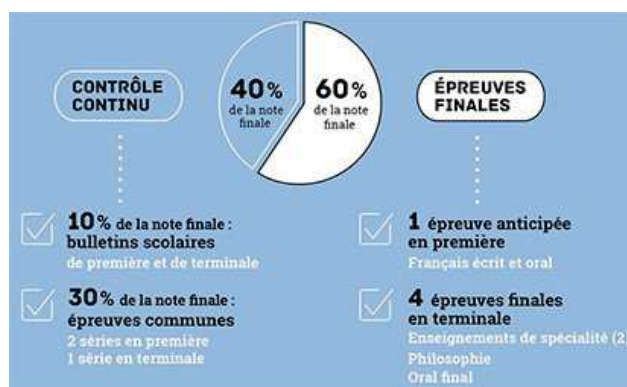 CONTRÔLE
CONTINU
40%
de la note
finale
60%
de la note
finale
ÉPREUVES
FINALES
10% de la note finale :
bulletins scolaires
de première et de terminale
30% de la note finale :
épreuves communes
2 séries en première
1 série en terminale
1 épreuve anticipée
en première
Français écrit et oral
4 épreuves finales
en terminale
Enseignements de spécialité (2)
Philosophie
Oral final